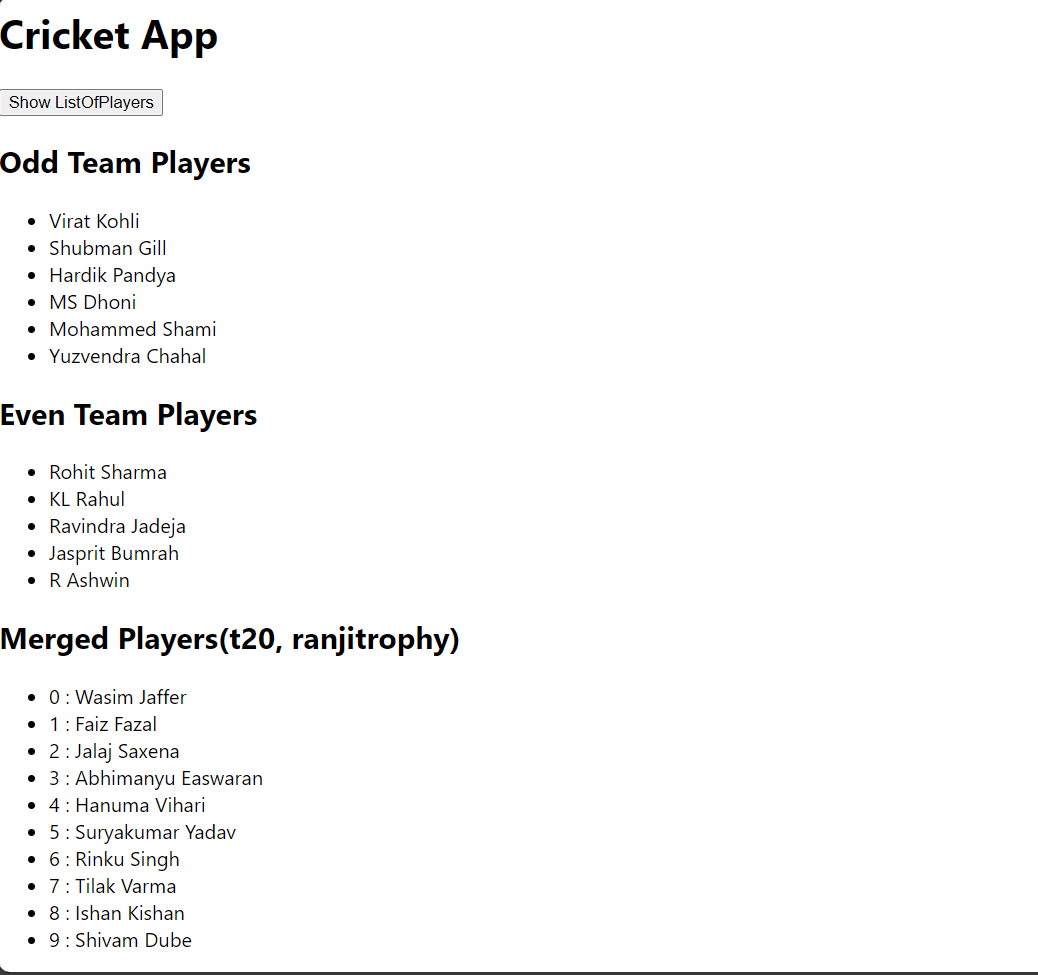 Cricket App
Show ListOfPlayers
Odd Team Players
Virat Kohli
Shubman Gill
Hardik Pandya
MS Dhoni
Mohammed Shami
Yuzvendra Chahal
Even Team Players
Rohit Sharma
KL Rahul
Ravindra Jadeja
Jasprit Bumrah
R Ashwin
Merged Players(t20, ranjitrophy)
0 : Wasim Jaffer
1 : Faiz Fazal
2 : Jalaj Saxena
3 : Abhimanyu Easwaran
4 : Hanuma Vihari
5 : Suryakumar Yadav
6 : Rinku Singh
7 : Tilak Varma
8 : Ishan Kishan
9 : Shivam Dube